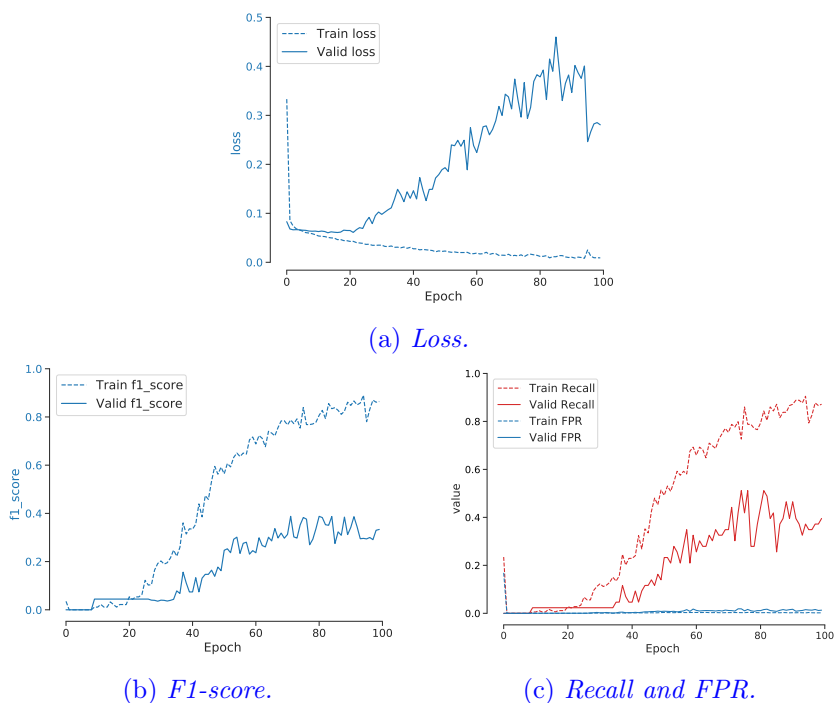 0.5
Train loss
Valid loss
0.4
0.3
loss
0.2
0.1
0.0
0 20 40 60 80 100
Epoch
(a) Loss.
1.0
Train f1_score
Valid f1_score
0.8
0.6
f1_score
0.4
0.2
0.0
0 20 40 60 80 100
Epoch
(b) F1-score.
1.0
Train Recall
Valid Recall
Train FPR
Valid FPR
0.8
0.6
value
0.4
0.2
0.0
0 20 40 60 80 100
Epoch
(c) Recall and FPR.